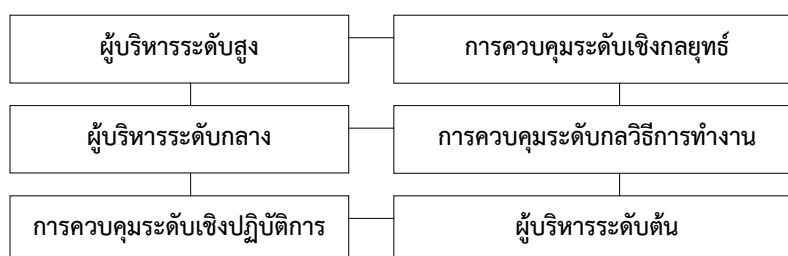 ผู้บริหารระดับสูง
การควบคุมระดับเชิงกลยุทธ์
ผู้บริหารระดับกลาง
การควบคุมระดับกลวิธีการทำงาน
การควบคุมระดับเชิงปฏิบัติการ
ผู้บริหารระดับต้น